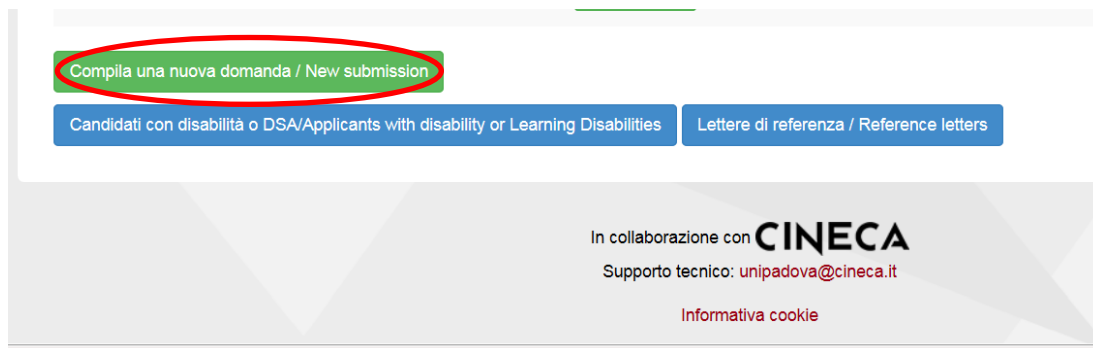 Compila una nuova domanda / New submission
Candidati con disabilità o DSA/Applicants with disability or Learning Disabilities
Lettere di referenza / Reference letters
In collaborazione con CINECA
Supporto tecnico: unipadova@cineca.it
Informativa cookie